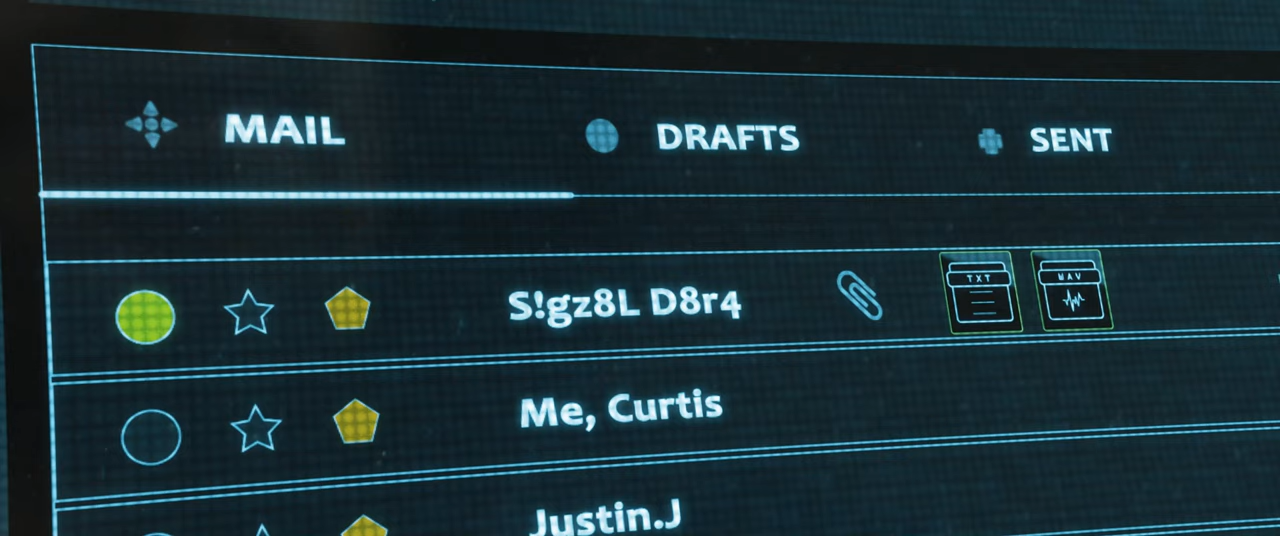 MAIL DRAFTS SENT
S!gz8L D8r4 TXT WAV
Me, Curtis
Justin.J